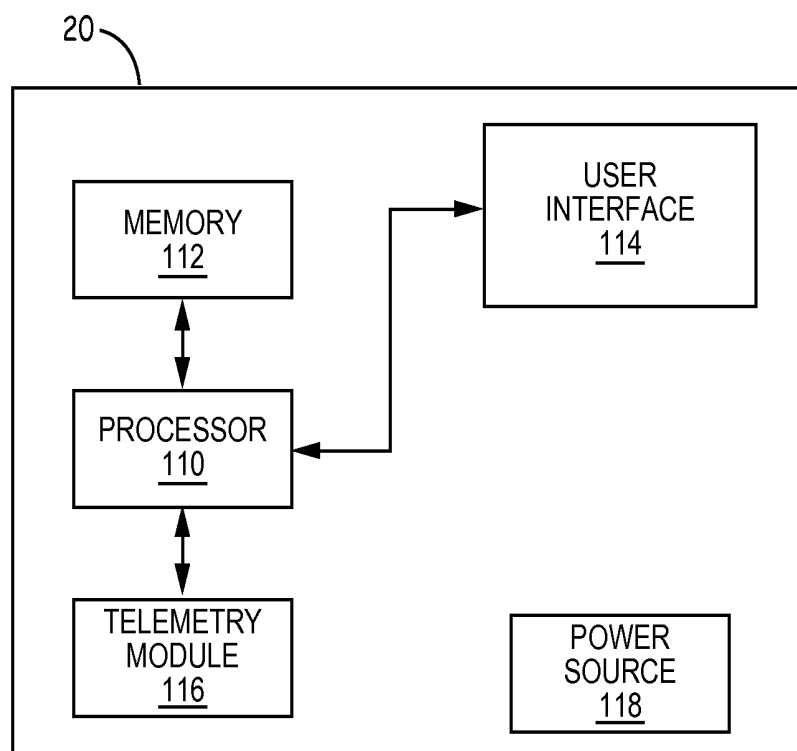 20
MEMORY
112
USER
INTERFACE
114
PROCESSOR
110
TELEMETRY
MODULE
116
POWER
SOURCE
118